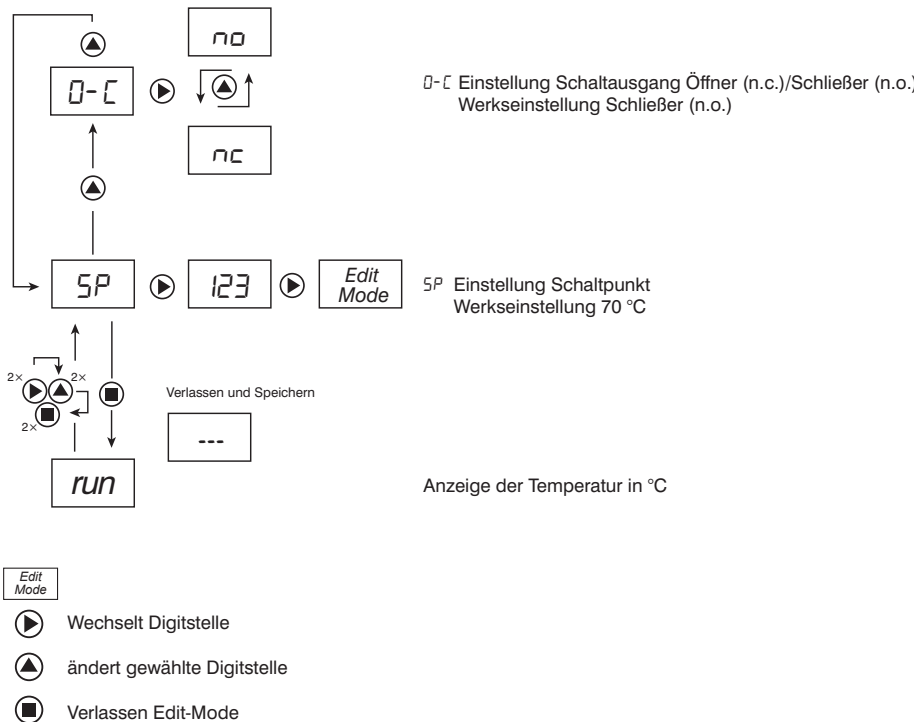 no
O-C
O-C Einstellung Schaltausgang Öffner (n.c.)/Schließer (n.o.)
Werkseinstellung Schließer (n.o.)
nc
SP
123
Edit
Mode
SP Einstellung Schaltpunkt
Werkseinstellung 70 °C
2×
2×
2×
Verlassen und Speichern
---
run
Anzeige der Temperatur in °C
Edit
Mode
Wechselt Digitstelle
ändert gewählte Digitstelle
Verlassen Edit-Mode